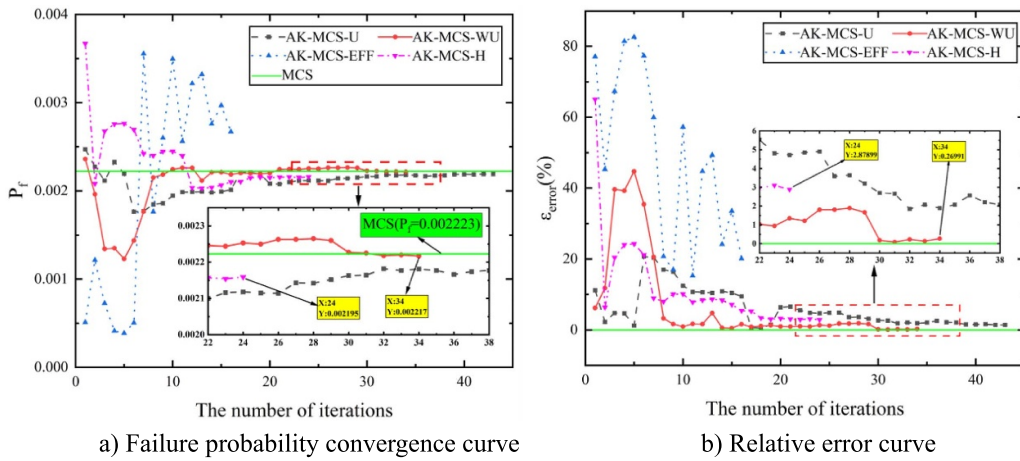 AK-MCS-U
AK-MCS-WU
AK-MCS-EFF
AK-MCS-H
MCS
P_f
0.004
0.003
0.002
0.001
0.000
0
10
20
30
40
The number of iterations
0.0023
0.0022
0.0021
0.0020
22 24 26 28 30 32 34 36 38
MCS(P_f=0.002223)
X:24
Y:0.002195
X:34
Y:0.002217
a) Failure probability convergence curve
AK-MCS-U
AK-MCS-WU
AK-MCS-EFF
AK-MCS-H
ε_error(%)
80
60
40
20
0
0
10
20
30
40
The number of iterations
6
5
4
3
2
1
0
22 24 26 28 30 32 34 36 38
X:24
Y:2.87899
X:34
Y:0.26991
b) Relative error curve